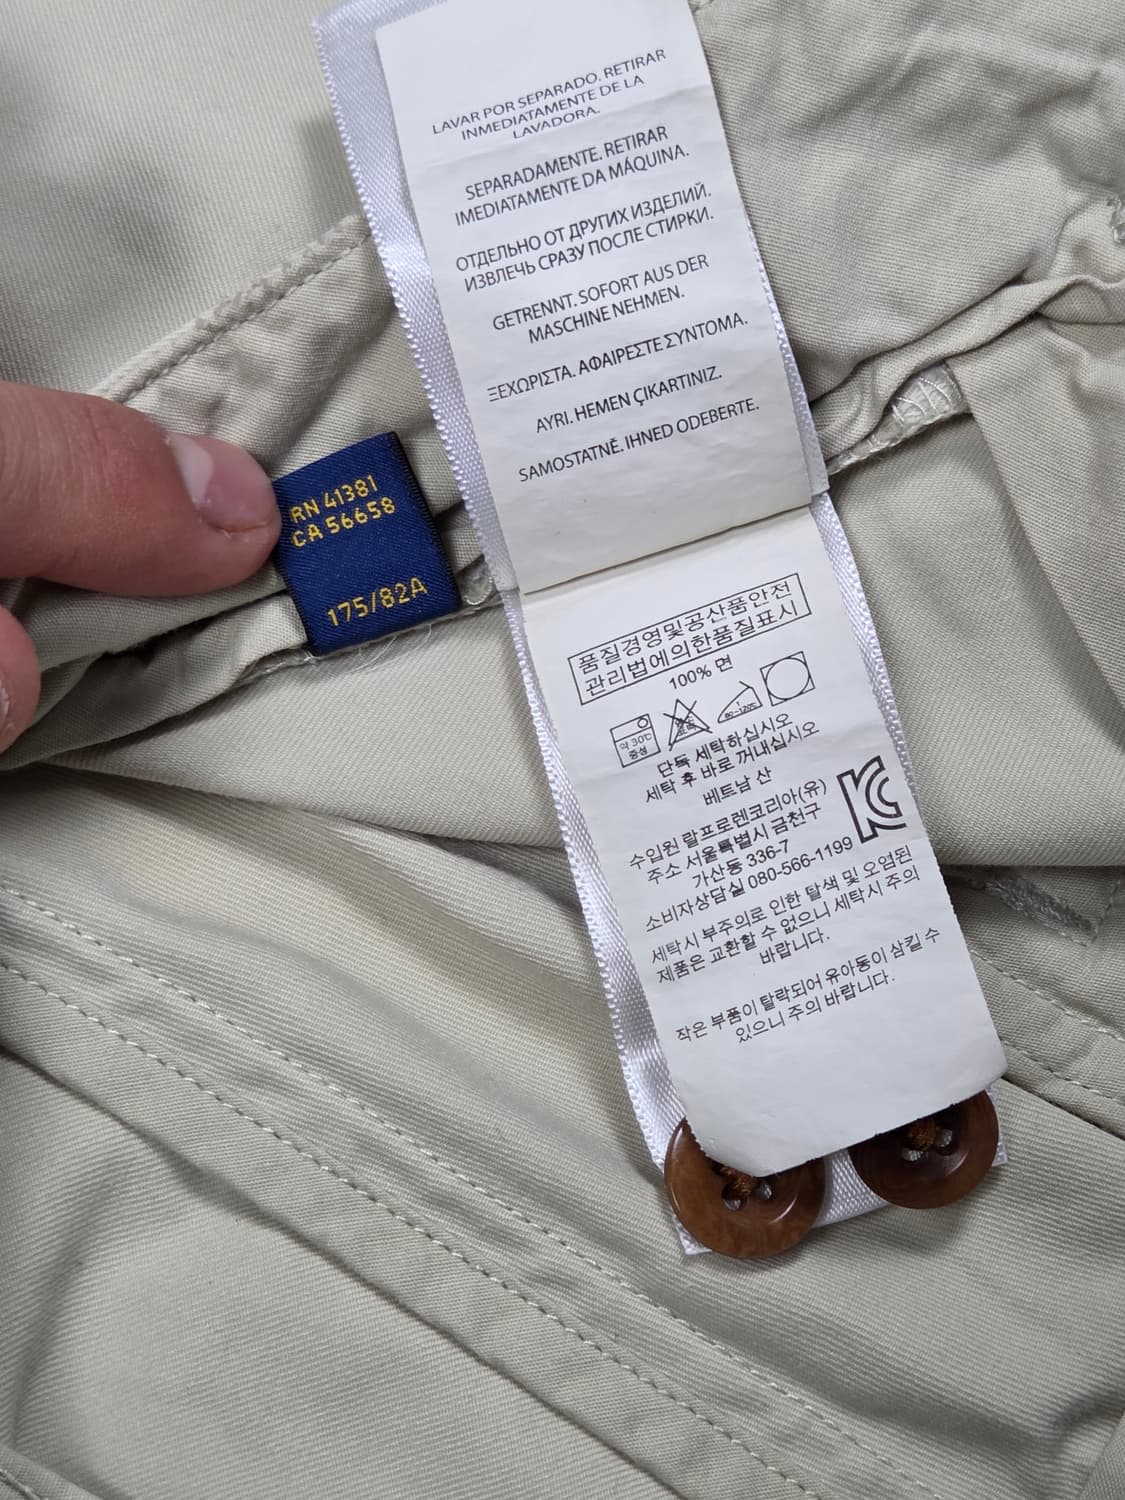 LAVAR POR SEPARADO. RETIRAR
INMEDIATAMENTE DE LA
LAVADORA.
SEPARADAMENTE. RETIRAR
IMEDIATAMENTE DA MÁQUINA.
ОТДЕЛЬНО ОТ ДРУГИХ ИЗДЕЛИЙ.
ИЗВЛЕЧЬ СРАЗУ ПОСЛЕ СТИРКИ.
GETRENNT. SOFORT AUS DER
MASCHINE NEHMEN.
ΞΕΧΩΡΙΣΤΑ. ΑΦΑΙΡΕΣΤΕ ΣΥΝΤΟΜΑ.
AYRI. HEMEN ÇIKARTINIZ.
SAMOSTATNĚ. IHNED ODEBERTE.
RN 41381
CA 56658
175/82A
품질경영및공산품안전
관리법에의한품질표시
100% 면
약 30℃
중성
80~120℃
단독 세탁하십시오
세탁 후 바로 꺼내십시오
베트남 산
수입원 랄프로렌코리아(유)
주소 서울특별시 금천구
가산동 336-7
소비자상담실 080-566-1199
세탁시 부주의로 인한 탈색 및 오염된
제품은 교환할 수 없으니 세탁시 주의
바랍니다.
작은 부품이 탈락되어 유아동이 삼킬 수
있으니 주의 바랍니다.